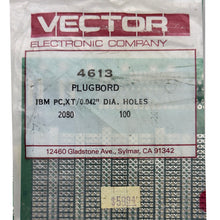 VECTOR
ELECTRONIC COMPANY
4613
PLUGBORD
IBM PC,XT/0.042" DIA. HOLES
2080 100
12460 Gladstone Ave., Sylmar, CA 91342